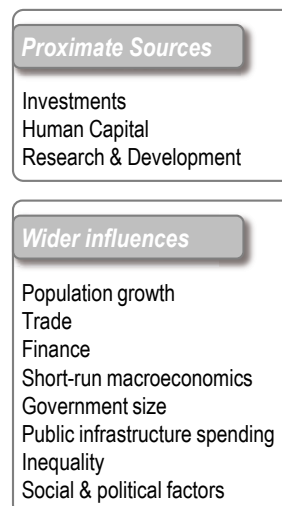 Proximate Sources
Investments
Human Capital
Research & Development
Wider influences
Population growth
Trade
Finance
Short-run macroeconomics
Government size
Public infrastructure spending
Inequality
Social & political factors